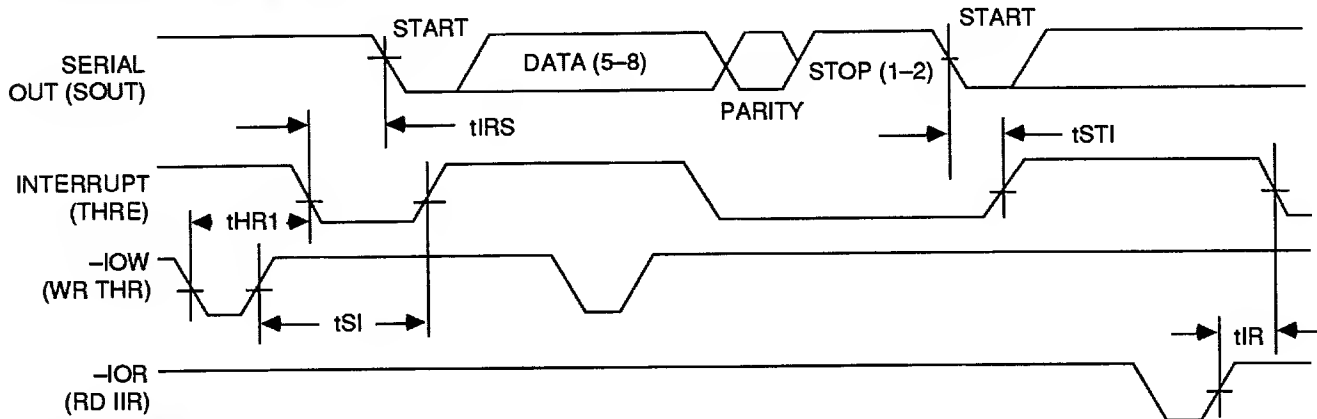 START
START
SERIAL
OUT (SOUT)
DATA (5–8)
PARITY
STOP (1–2)
tIRS
tSTI
INTERRUPT
(THRE)
tHR1
–IOW
(WR THR)
tSI
tIR
–IOR
(RD IIR)